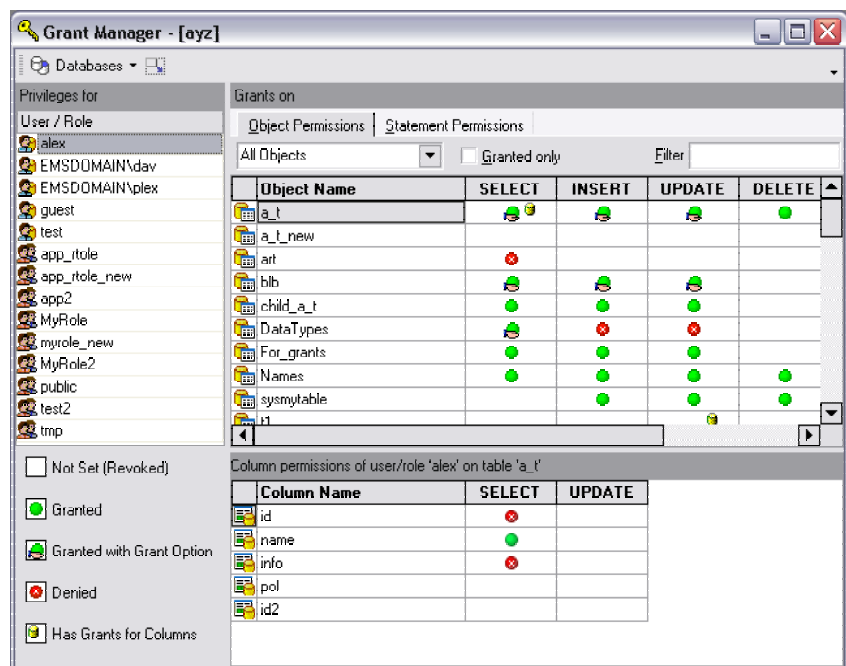 Grant Manager - [ayz]
Databases
Privileges for
User / Role
alex
EMSDOMAIN\dav
EMSDOMAIN\plex
guest
test
app_rtole
app_rtole_new
app2
MyRole
myrole_new
MyRole2
public
test2
tmp
Not Set (Revoked)
Granted
Granted with Grant Option
Denied
Has Grants for Columns
Grants on
Object Permissions Statement Permissions
All Objects Granted only Filter
Object Name SELECT INSERT UPDATE DELETE
a_t
a_t_new
art
blb
child_a_t
DataTypes
For_grants
Names
sysmytable
t1
Column permissions of user/role 'alex' on table 'a_t'
Column Name SELECT UPDATE
id
name
info
pol
id2